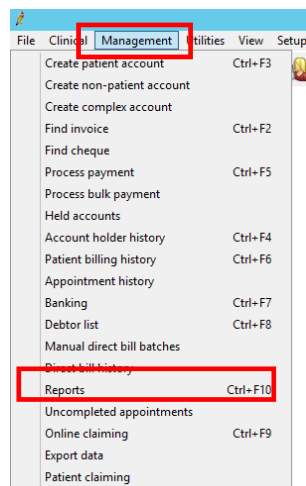 File Clinical Management Utilities View Setup
Create patient account Ctrl+F3
Create non-patient account
Create complex account
Find invoice Ctrl+F2
Find cheque
Process payment Ctrl+F5
Process bulk payment
Held accounts
Account holder history Ctrl+F4
Patient billing history Ctrl+F6
Appointment history
Banking Ctrl+F7
Debtor list Ctrl+F8
Manual direct bill batches
Direct bill history
Reports Ctrl+F10
Uncompleted appointments
Online claiming Ctrl+F9
Export data
Patient claiming